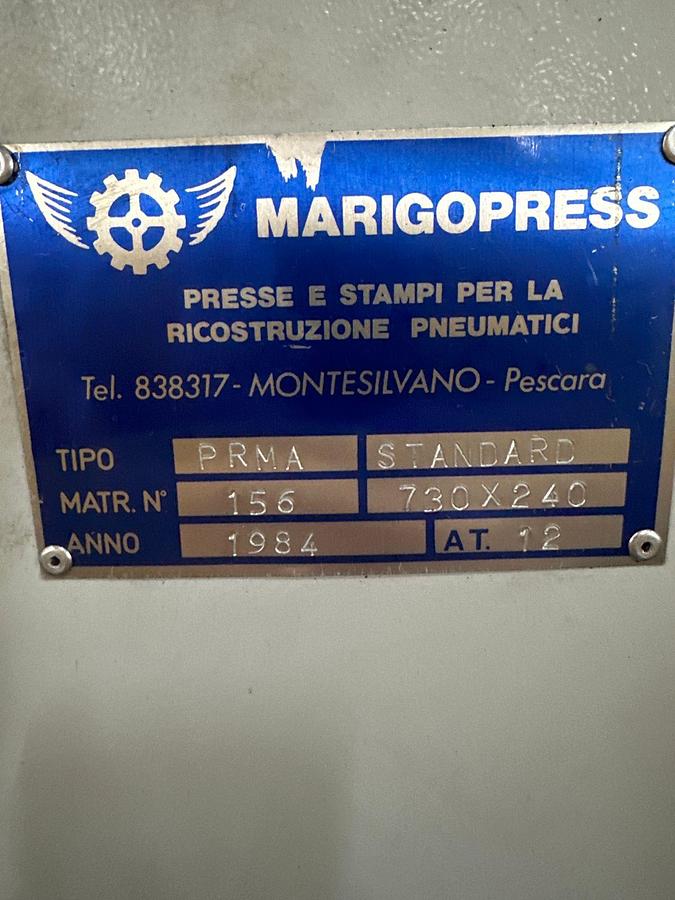 MARIGOPRESS
PRESSE E STAMPI PER LA
RICOSTRUZIONE PNEUMATICI
Tel. 838317 - MONTESILVANO - Pescara
TIPO PRMA STANDARD
MATR. N° 156 730X240
ANNO 1984 AT. 12